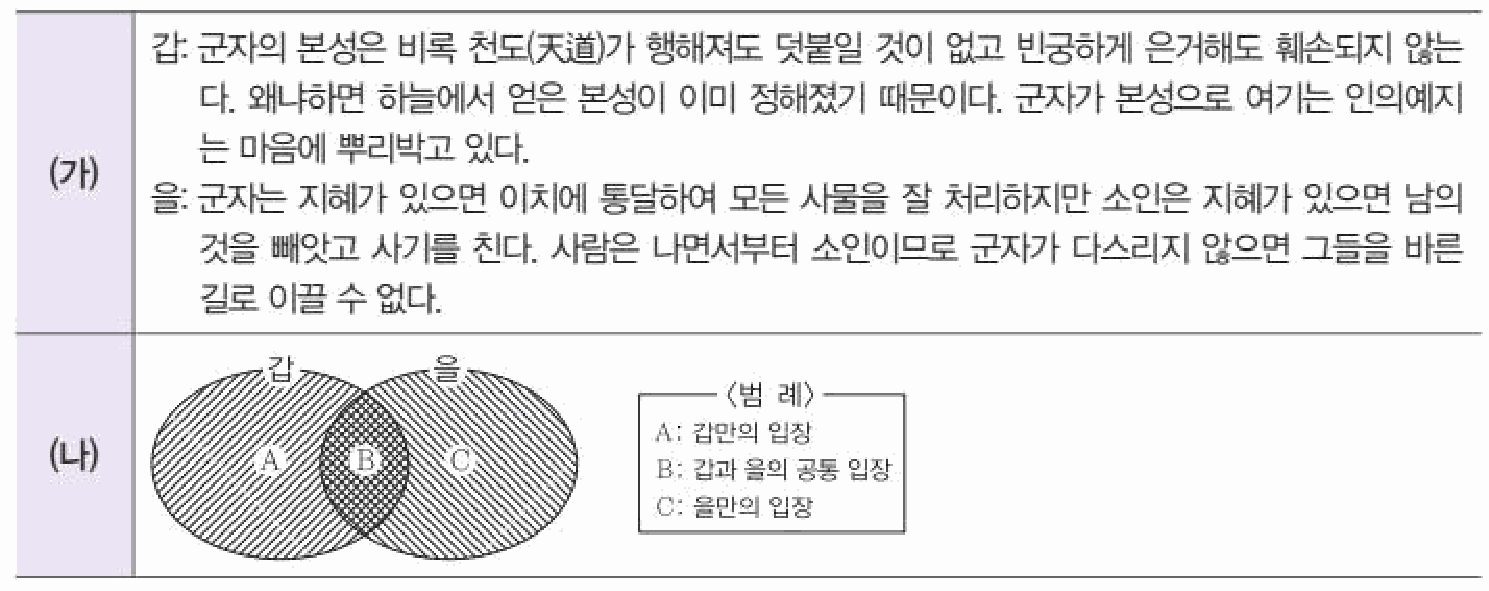 (가)
갑: 군자의 본성은 비록 천도(天道)가 행해져도 덧붙일 것이 없고 빈궁하게 은거해도 훼손되지 않는
다. 왜냐하면 하늘에서 얻은 본성이 이미 정해졌기 때문이다. 군자가 본성으로 여기는 인의예지
는 마음에 뿌리박고 있다.
을: 군자는 지혜가 있으면 이치에 통달하여 모든 사물을 잘 처리하지만 소인은 지혜가 있으면 남의
것을 빼앗고 사기를 친다. 사람은 나면서부터 소인이므로 군자가 다스리지 않으면 그들을 바른
길로 이끌 수 없다.
(나)
갑 을
A B C
〈범 례〉
A: 갑만의 입장
B: 갑과 을의 공통 입장
C: 을만의 입장